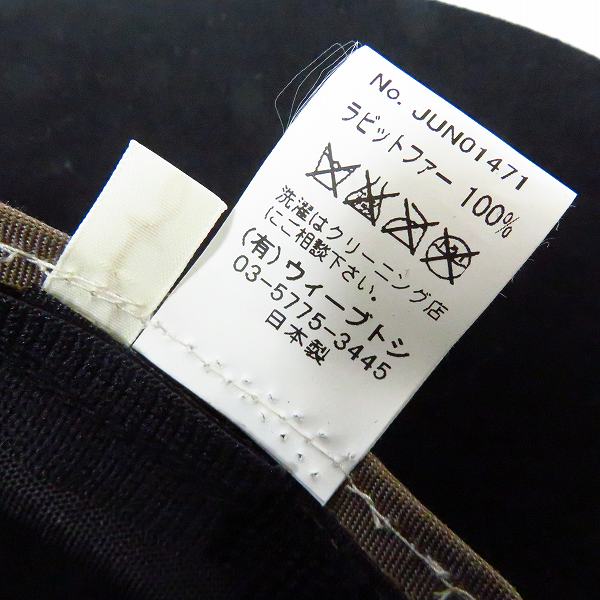 No. JUN01471
ラビットファー 100%
洗濯はクリーニング店
にご相談下さい。
(有)ウィーブトシ
03-5775-3445
日本製